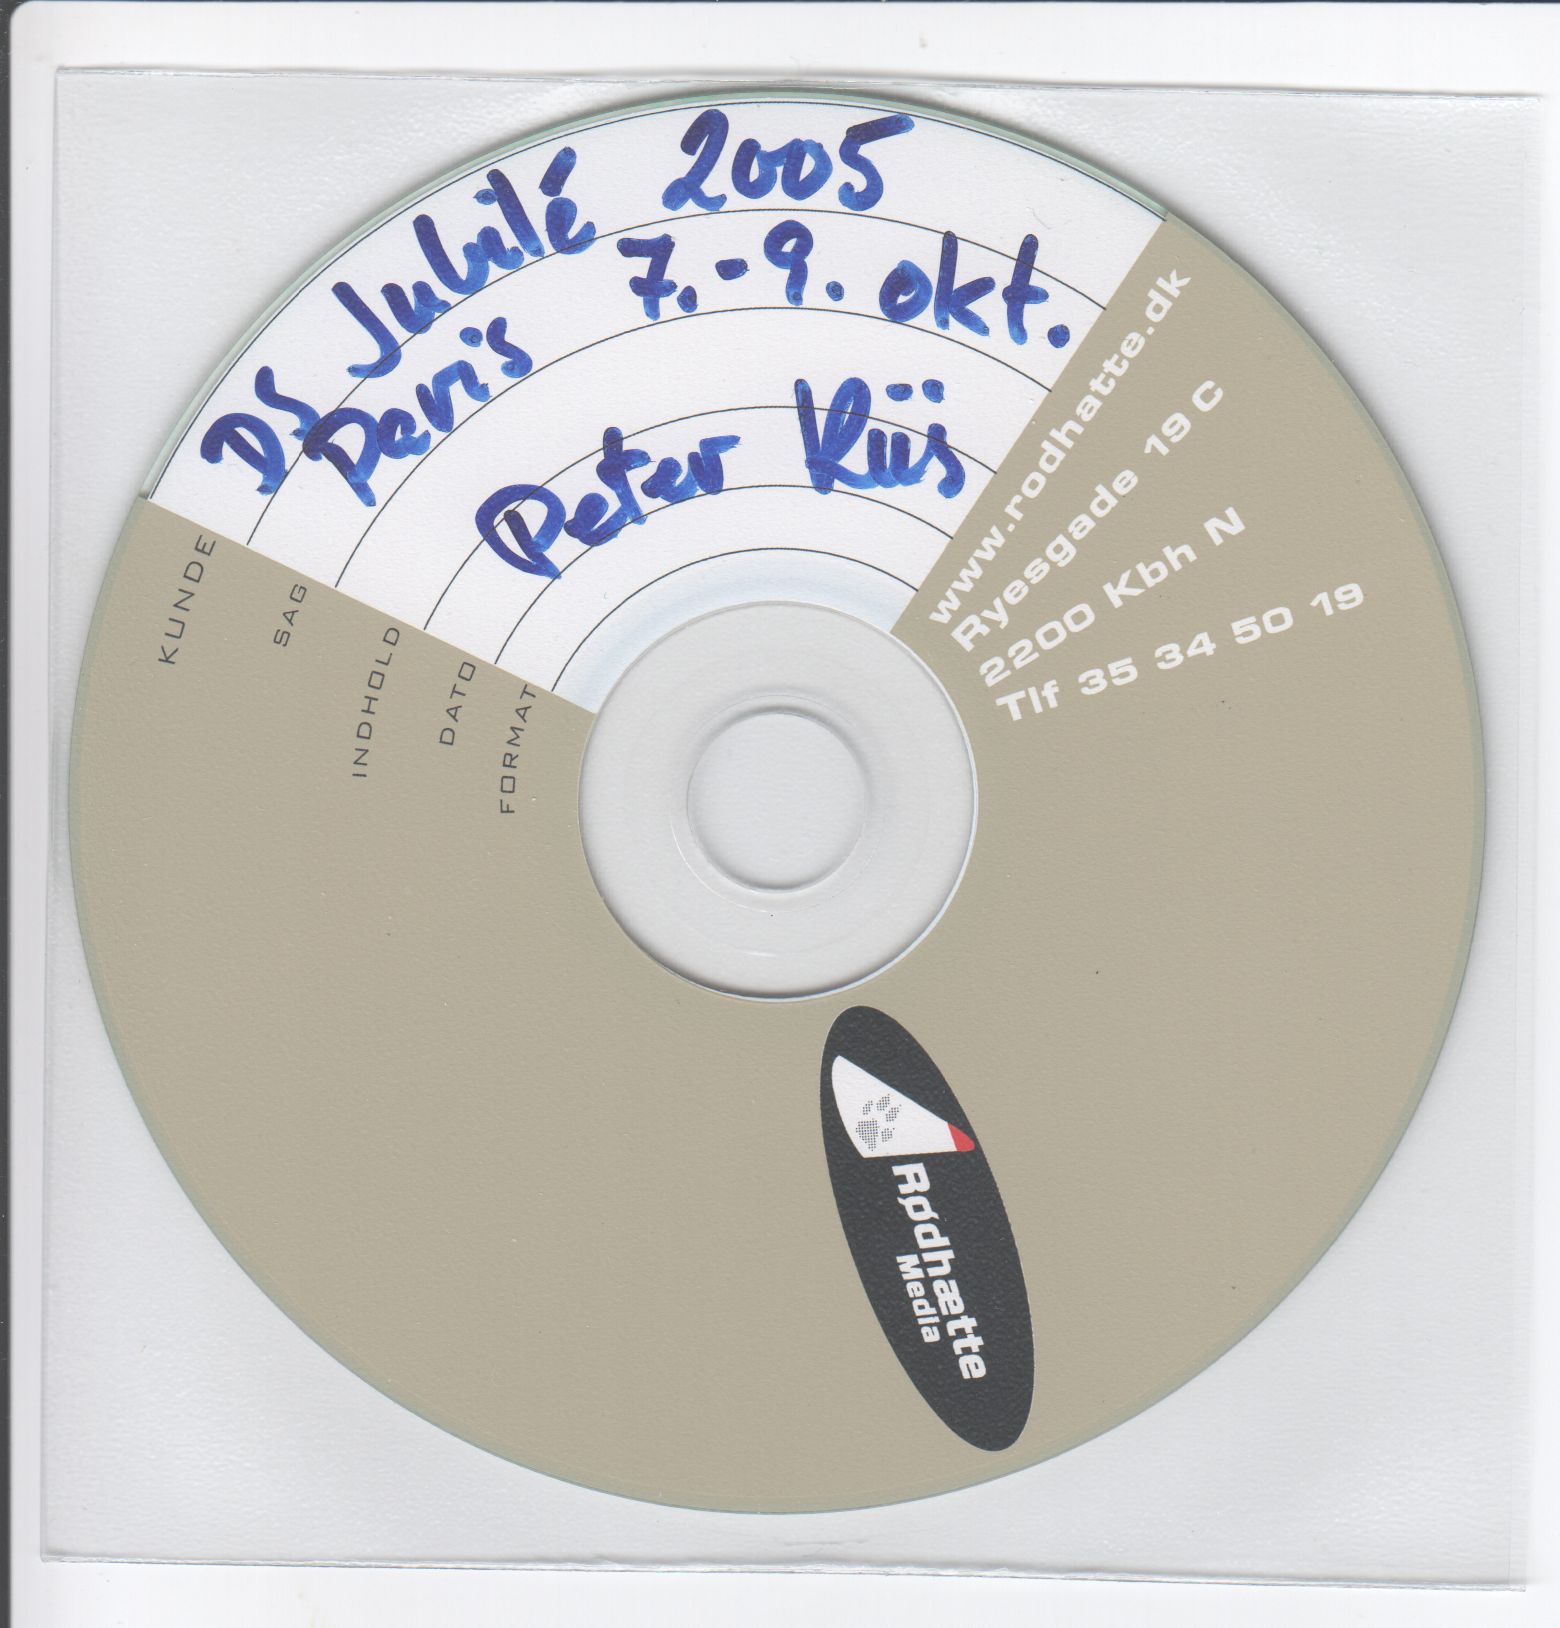 DS Jubilé 2005
Paris 7.-9. okt.
Peter Kiis
KUNDE
SAG
INDHOLD
DATO
FORMAT
www.rodhatte.dk
Ryesgade 19 C
2200 Kbh N
Tlf 35 34 50 19
Rødhætte
Media